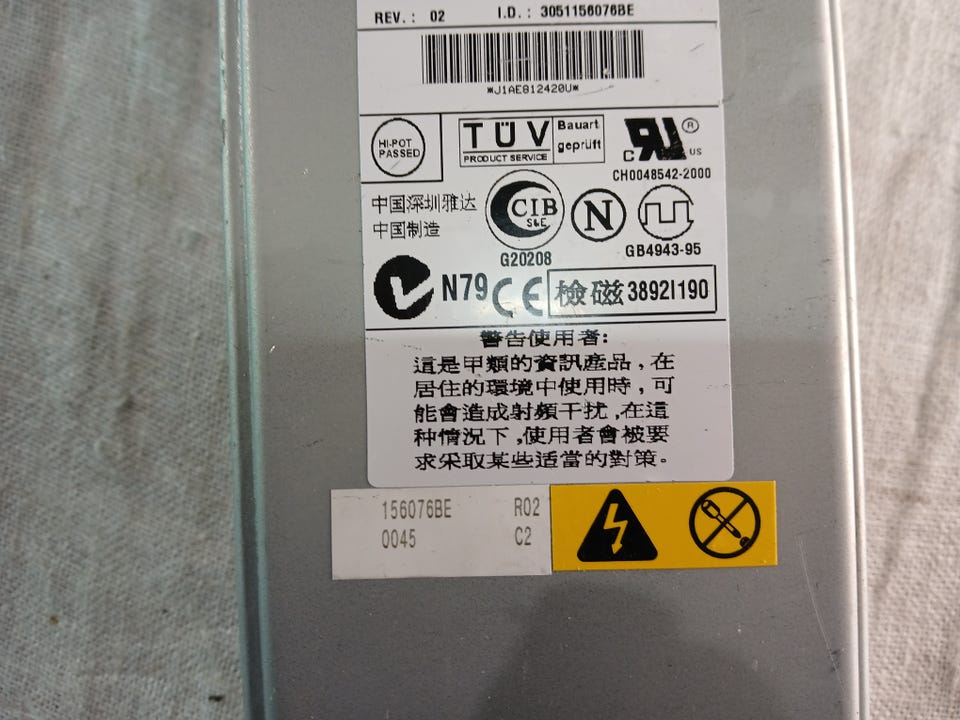 REV.: 02 I.D.: 3051156076BE
*J1AE812420U*
HI-POT
PASSED
TÜV
PRODUCT SERVICE
Bauart
geprüft
c RU ® US
CH0048542-2000
中国深圳雅达
中国制造
CIB
S&E
G20208
N
GB4943-95
N79 CE 檢磁 3892I190
警告使用者:
這是甲類的資訊產品,在
居住的環境中使用時,可
能會造成射頻干扰,在這
种情況下,使用者會被要
求采取某些适當的對策。
156076BE R02
0045 C2